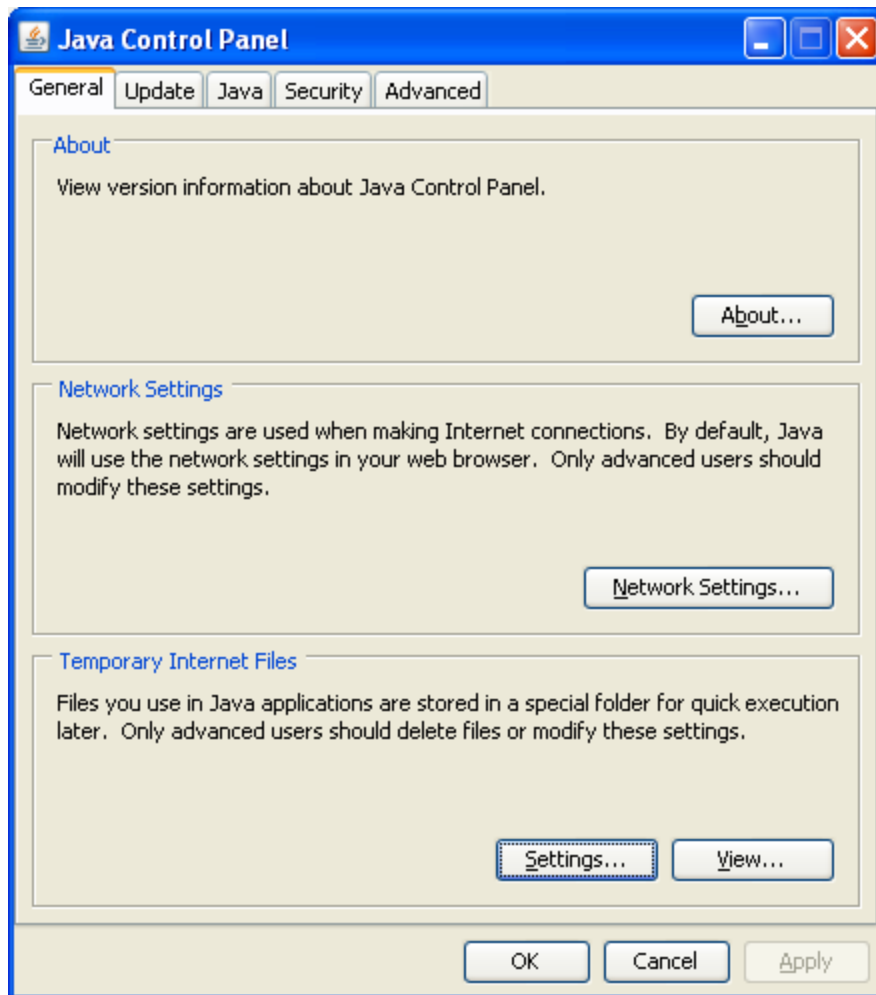 Java Control Panel
General Update Java Security Advanced
About
View version information about Java Control Panel.
About...
Network Settings
Network settings are used when making Internet connections.  By default, Java
will use the network settings in your web browser.  Only advanced users should
modify these settings.
Network Settings...
Temporary Internet Files
Files you use in Java applications are stored in a special folder for quick execution
later.  Only advanced users should delete files or modify these settings.
Settings... View...
OK Cancel Apply